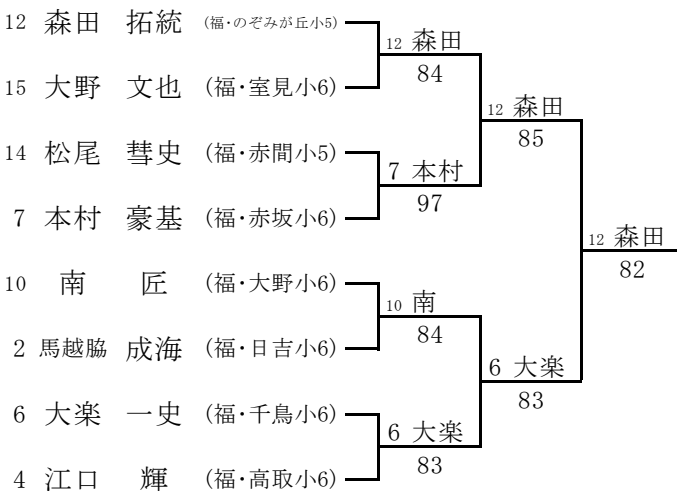 12 森田 拓統 (福・のぞみが丘小5)
12 森田
84
15 大野 文也 (福・室見小6)
12 森田
85
14 松尾 彗史 (福・赤間小5)
7 本村
97
7 本村 豪基 (福・赤坂小6)
12 森田
82
10 南 匠 (福・大野小6)
10 南
84
2 馬越脇 成海 (福・日吉小6)
6 大楽
83
6 大楽 一史 (福・千鳥小6)
6 大楽
83
4 江口 輝 (福・高取小6)